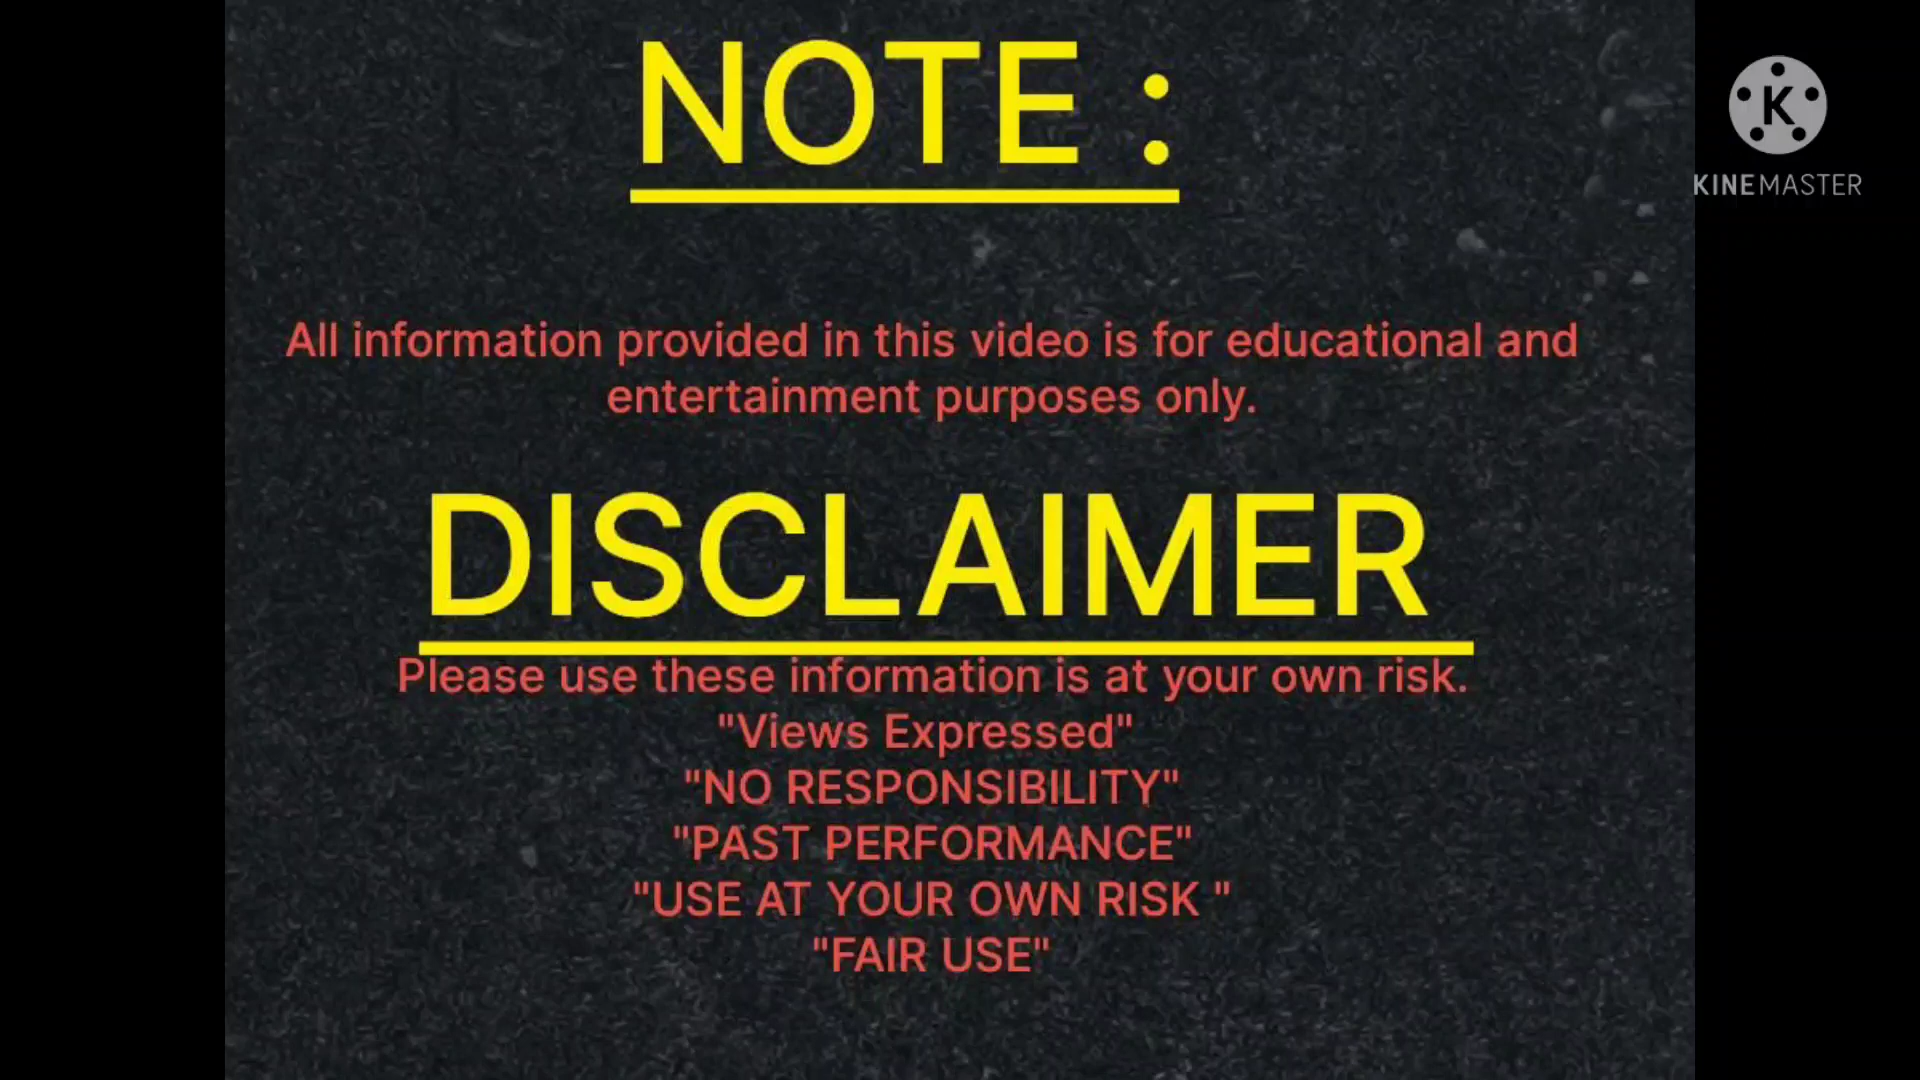 NOTE :
K
KINEMASTER
All information provided in this video is for educational and
entertainment purposes only.
DISCLAIMER
Please use these information is at your own risk.
"Views Expressed"
"NO RESPONSIBILITY"
"PAST PERFORMANCE"
"USE AT YOUR OWN RISK "
"FAIR USE"